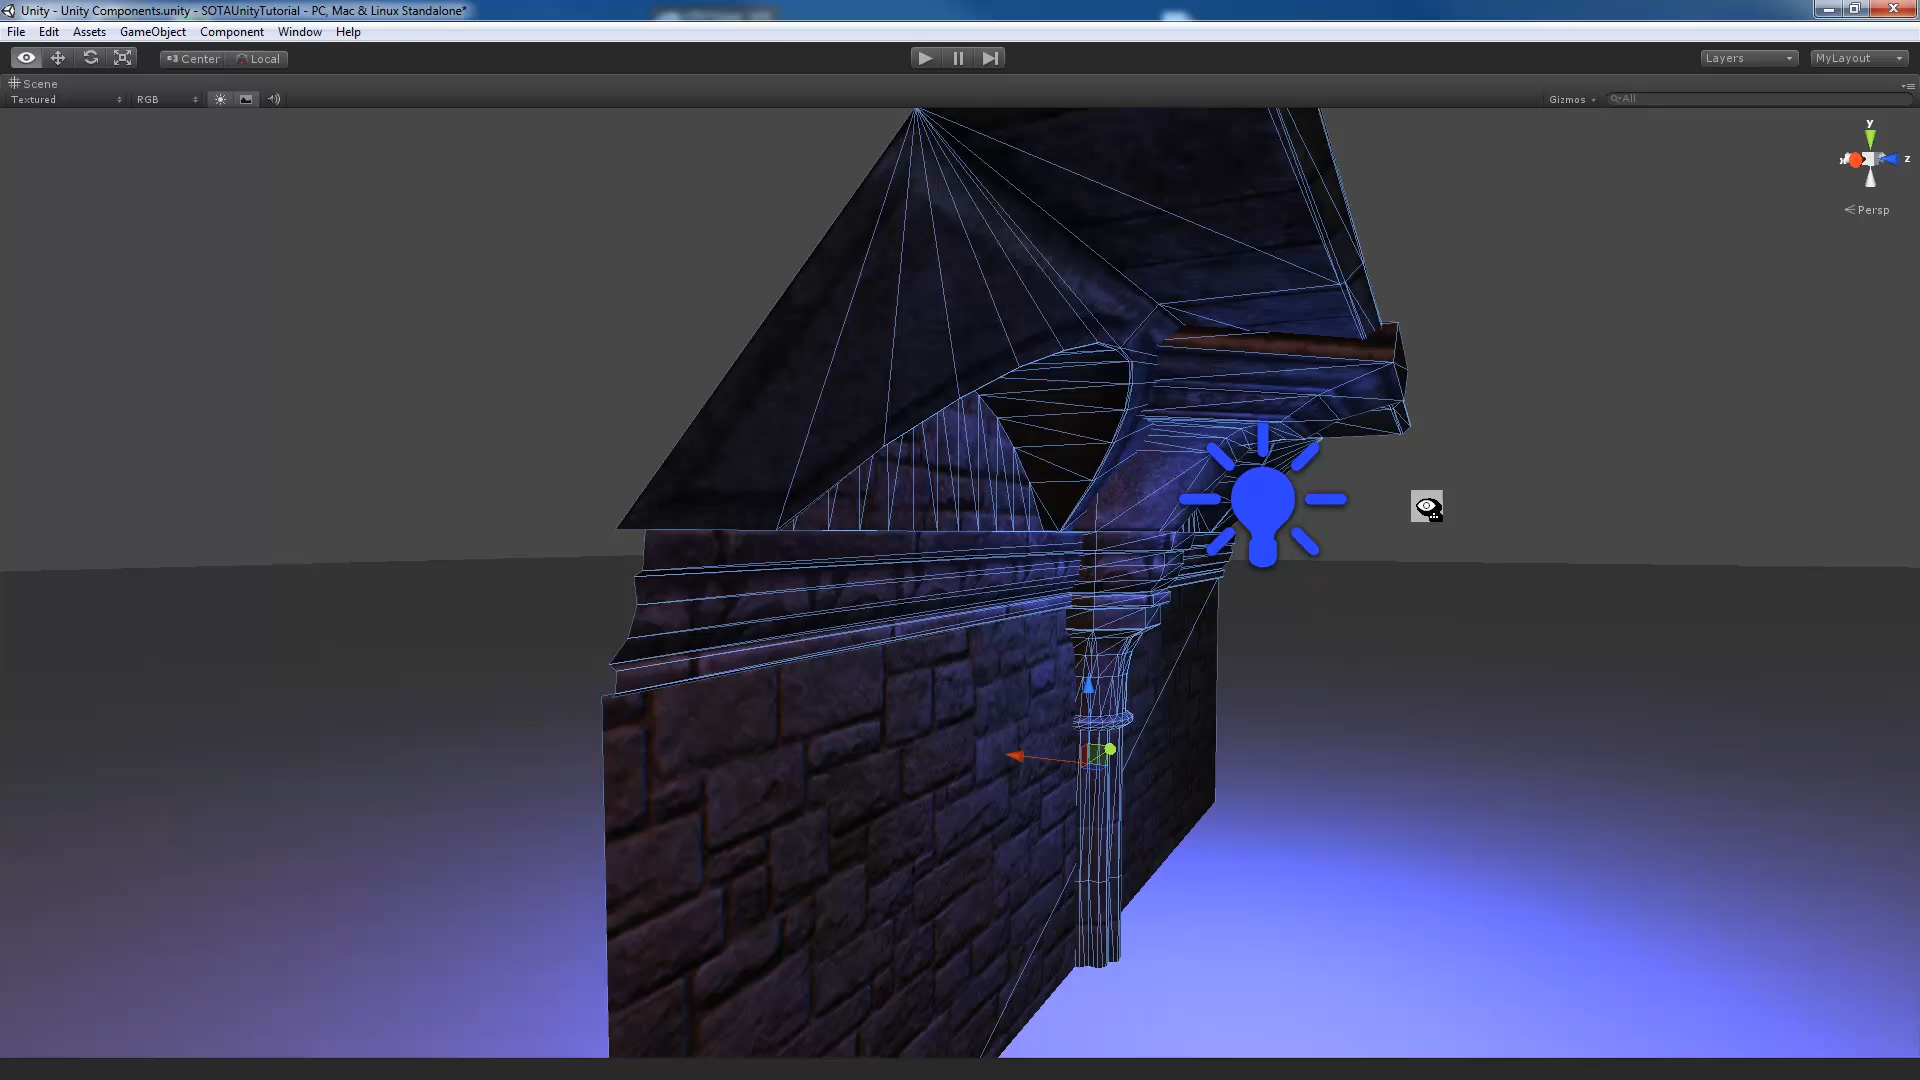 Unity - Unity Components.unity - SOTAUnityTutorial - PC, Mac & Linux Standalone*
File Edit Assets GameObject Component Window Help
Center Local Layers MyLayout
Scene
Textured RGB Gizmos All
y
x z
Persp